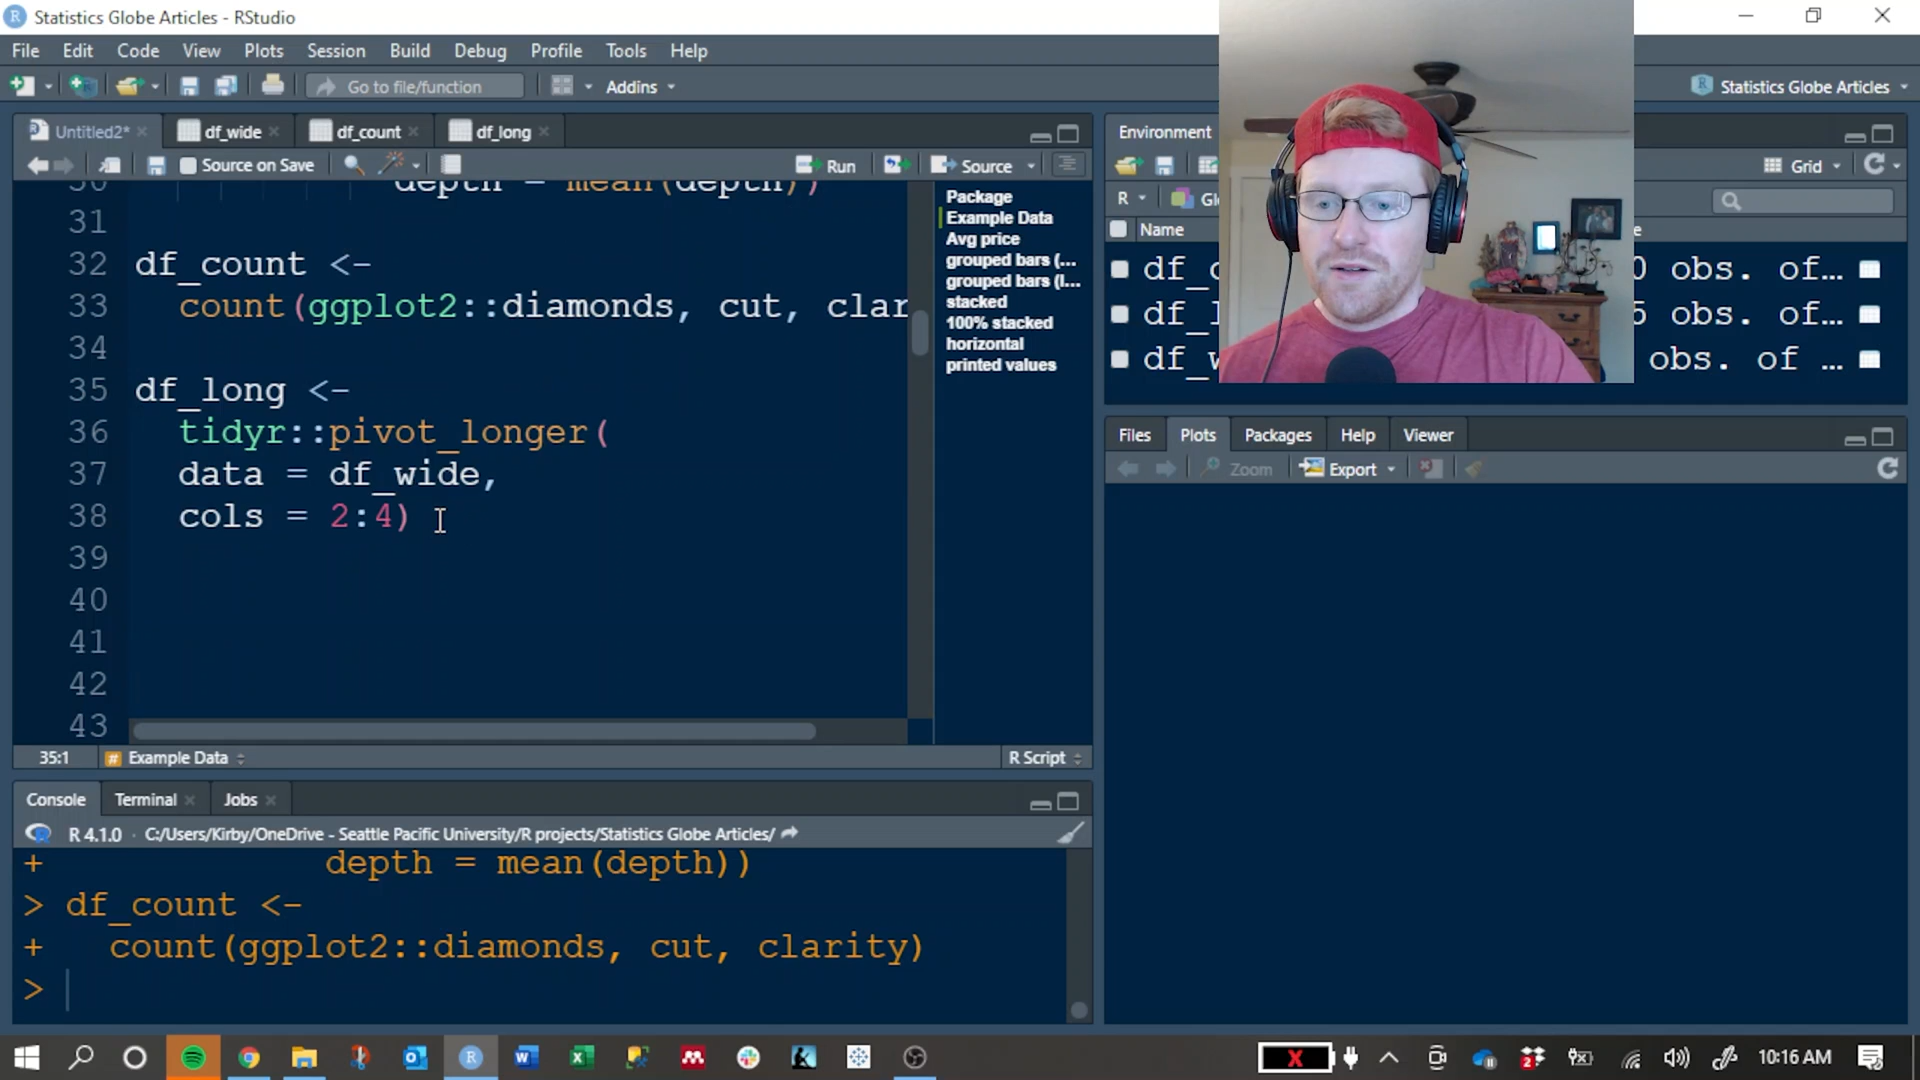 Statistics Globe Articles - RStudio
File Edit Code View Plots Session Build Debug Profile Tools Help
Go to file/function Addins Statistics Globe Articles
Untitled2* df_wide df_count df_long
Source on Save Run Source
depth = mean(depth))
31
32 df_count <-
33 count(ggplot2::diamonds, cut, clar
34
35 df_long <-
36 tidyr::pivot_longer(
37 data = df_wide,
38 cols = 2:4)
39
40
41
42
43
35:1 Example Data R Script
Package
Example Data
Avg price
grouped bars (...
grouped bars (l...
stacked
100% stacked
horizontal
printed values
Environment
Grid
R
Name
0 obs. of...
obs. of...
obs. of ...
Files Plots Packages Help Viewer
Zoom Export
Console Terminal Jobs
R 4.1.0 · C:/Users/Kirby/OneDrive - Seattle Pacific University/R projects/Statistics Globe Articles/
+ depth = mean(depth))
> df_count <-
+ count(ggplot2::diamonds, cut, clarity)
>
10:16 AM